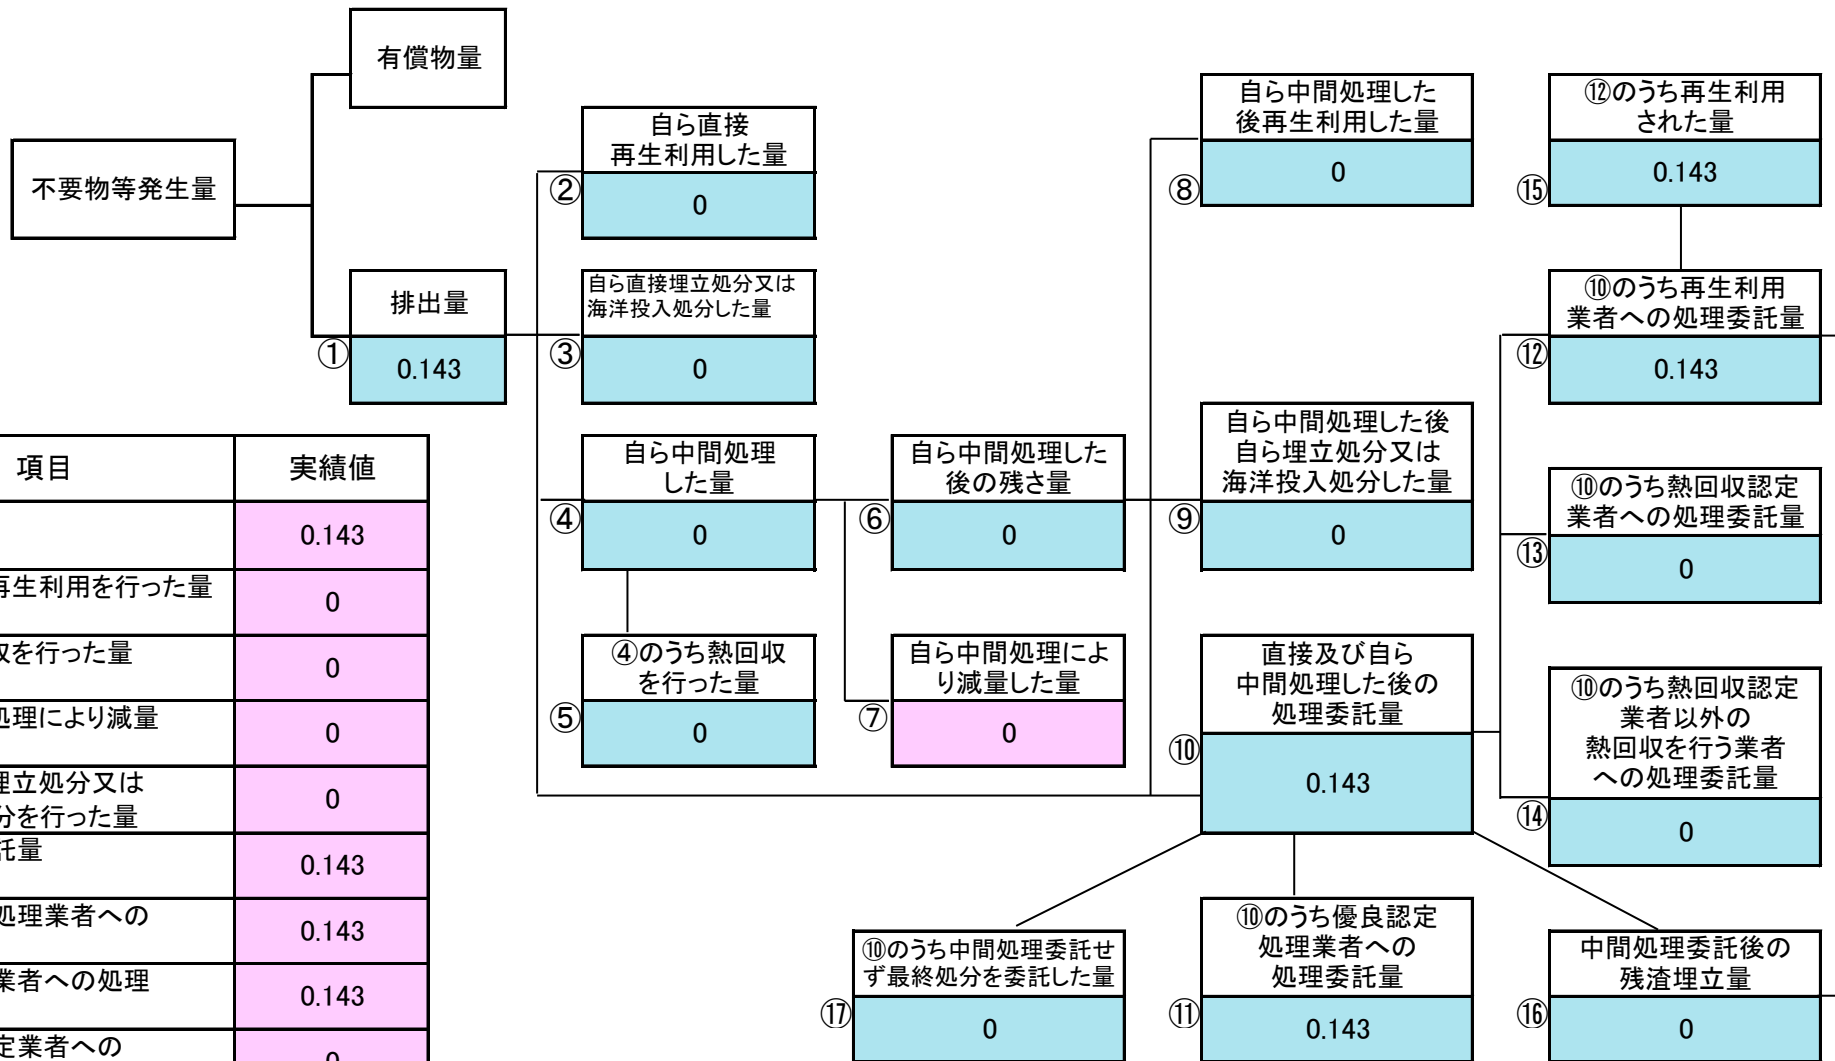 有償物量
不要物等発生量
排出量
①
0.143
自ら直接
再生利用した量
②
0
自ら直接埋立処分又は
海洋投入処分した量
③
0
自ら中間処理
した量
④
0
④のうち熱回収
を行った量
⑤
0
自ら中間処理した
後の残さ量
⑥
0
自ら中間処理によ
り減量した量
⑦
0
自ら中間処理した
後再生利用した量
⑧
0
自ら中間処理した後
自ら埋立処分又は
海洋投入処分した量
⑨
0
直接及び自ら
中間処理した後の
処理委託量
⑩
0.143
⑩のうち優良認定
処理業者への
処理委託量
⑪
0.143
⑩のうち中間処理委託せ
ず最終処分を委託した量
⑰
0
⑫のうち再生利用
された量
⑮
0.143
⑩のうち再生利用
業者への処理委託量
⑫
0.143
⑩のうち熱回収認定
業者への処理委託量
⑬
0
⑩のうち熱回収認定
業者以外の
熱回収を行う業者
への処理委託量
⑭
0
中間処理委託後の
残渣埋立量
⑯
0
項目 実績値
0.143
再生利用を行った量
0
収を行った量
0
処理により減量
0
埋立処分又は
分を行った量
0
託量
0.143
処理業者への
0.143
業者への処理
0.143
定業者への
0